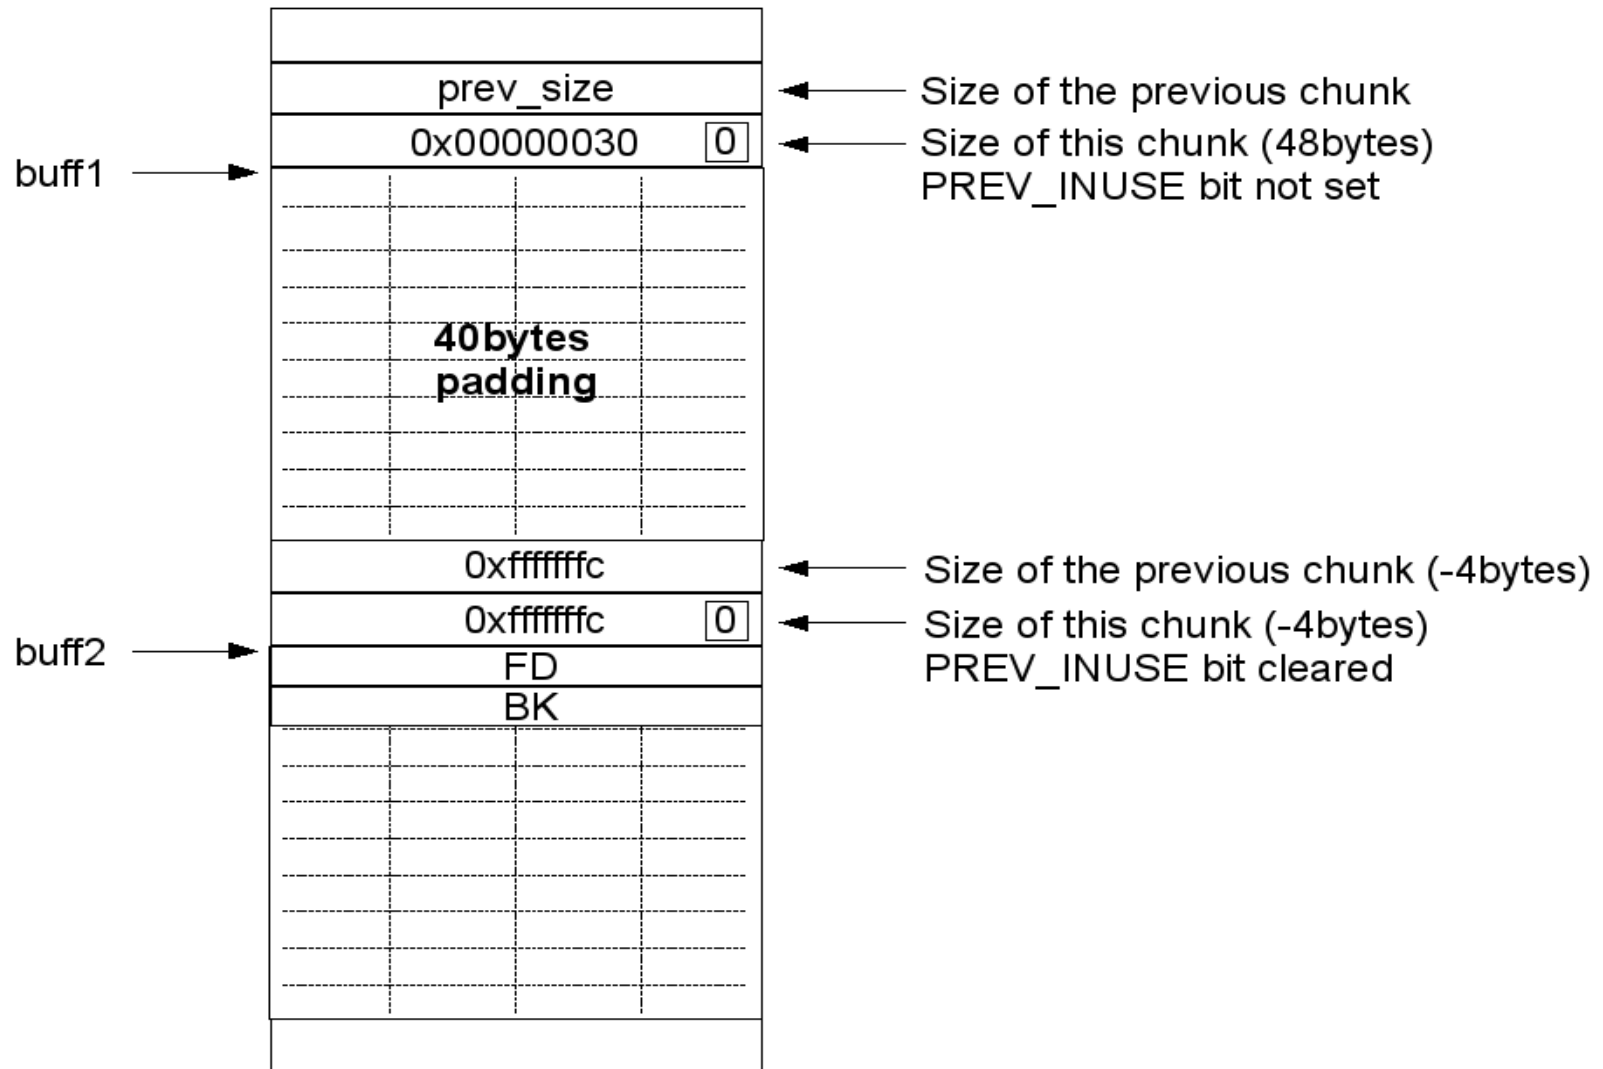 prev_size
Size of the previous chunk
0x00000030
0
Size of this chunk (48bytes)
PREV_INUSE bit not set
buff1
40bytes
padding
0xfffffffc
Size of the previous chunk (-4bytes)
0xfffffffc
0
Size of this chunk (-4bytes)
PREV_INUSE bit cleared
buff2
FD
BK